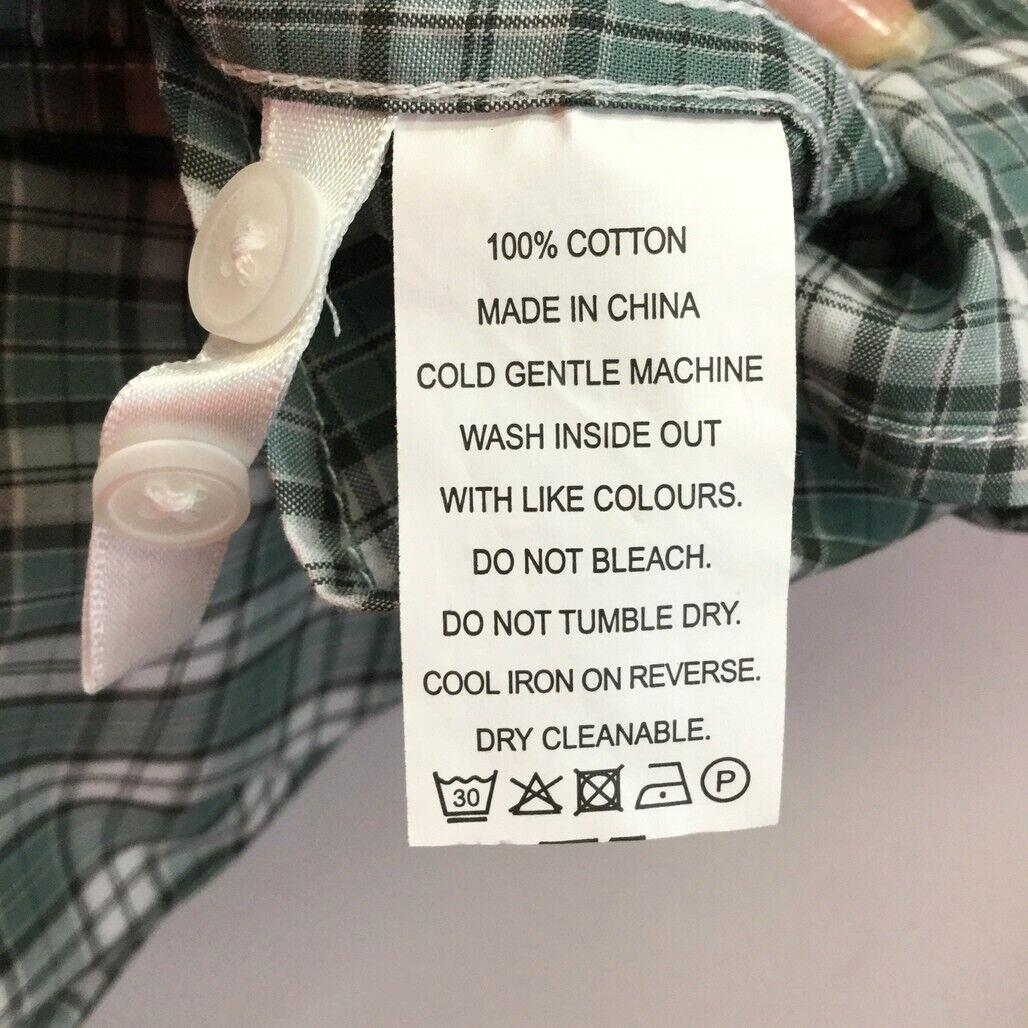 100% COTTON
MADE IN CHINA
COLD GENTLE MACHINE
WASH INSIDE OUT
WITH LIKE COLOURS.
DO NOT BLEACH.
DO NOT TUMBLE DRY.
COOL IRON ON REVERSE.
DRY CLEANABLE.
30 P